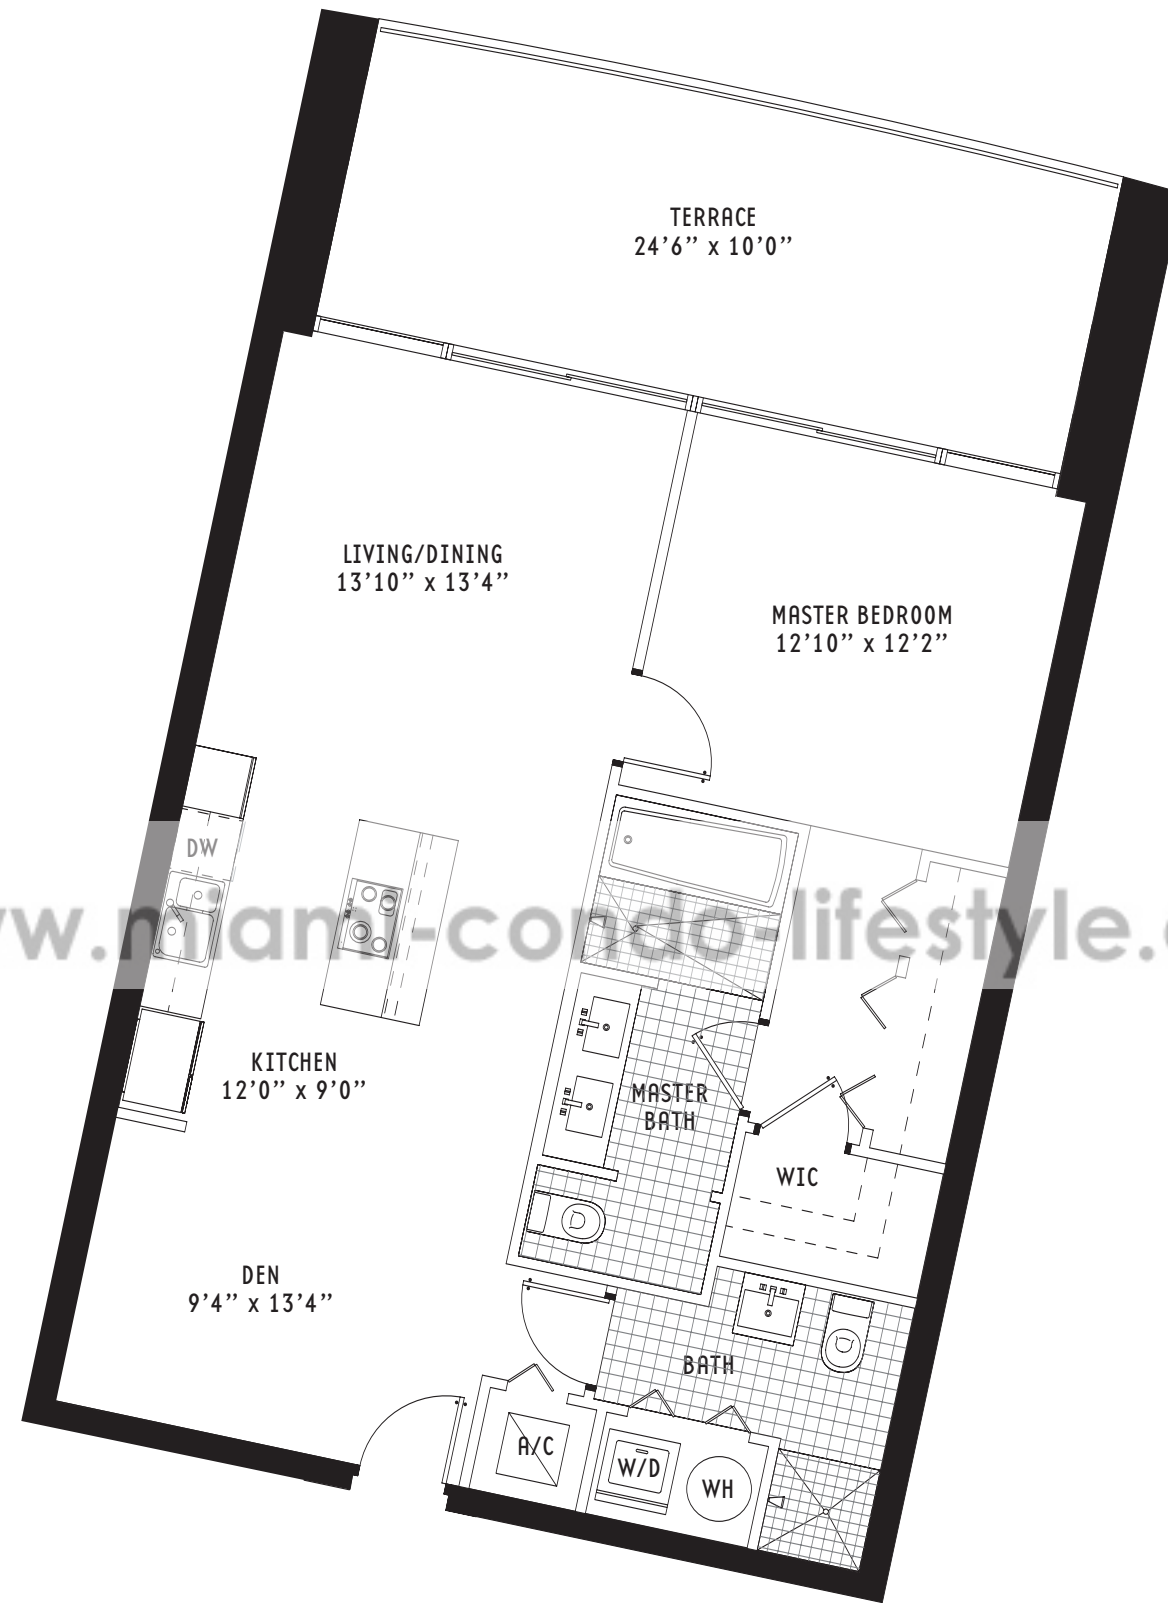 TERRACE
24’6” x 10’0”
LIVING/DINING
13’10” x 13’4”
MASTER BEDROOM
12’10” x 12’2”
DW
www.miami-condo-lifestyle.c
KITCHEN
12’0” x 9’0”
MASTER
BATH
WIC
DEN
9’4” x 13’4”
BATH
A/C
W/D
WH